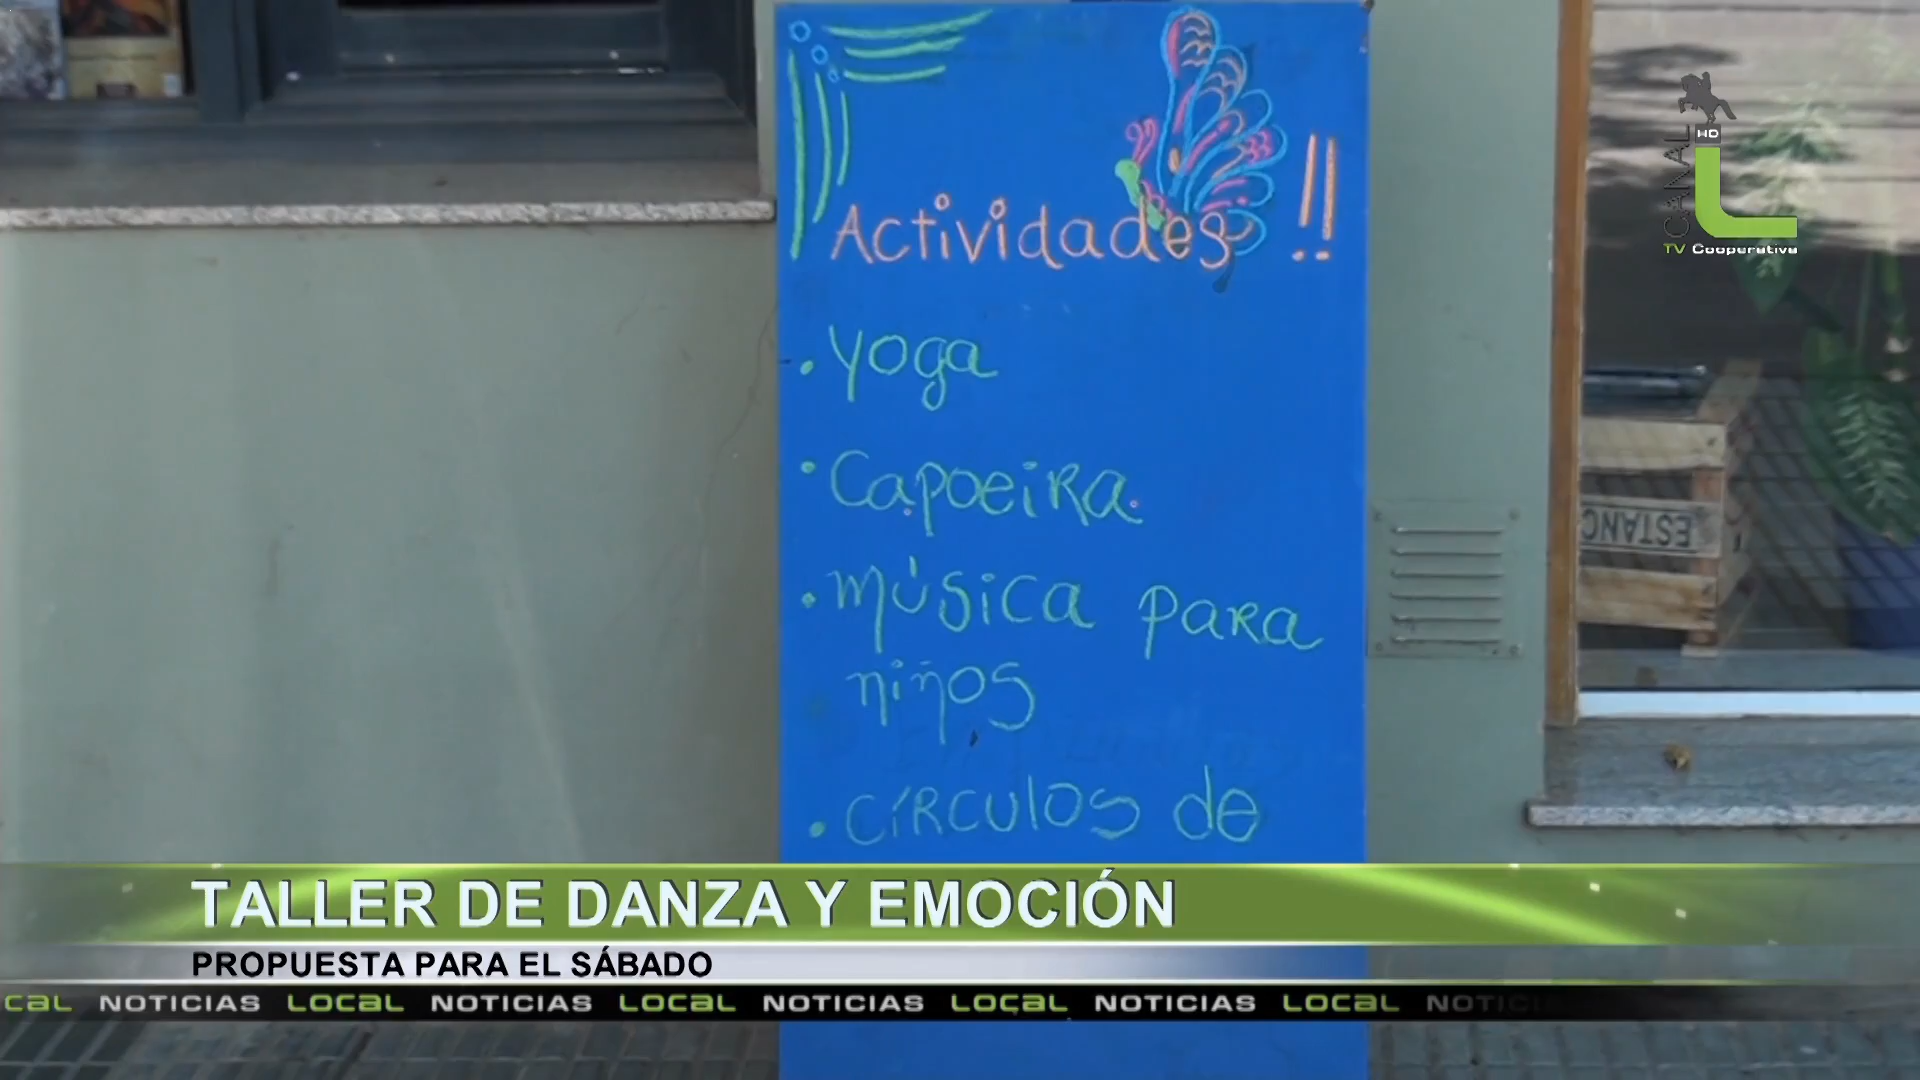 Actividades !!
• Yoga
• Capoeira
• Música para
niños
• Círculos de
CANAL
HD
L
TV Cooperativa
ESTANC
TALLER DE DANZA Y EMOCIÓN
PROPUESTA PARA EL SÁBADO
CAL NOTICIAS LOCAL NOTICIAS LOCAL NOTICIAS LOCAL NOTICIAS LOCAL NOTIC